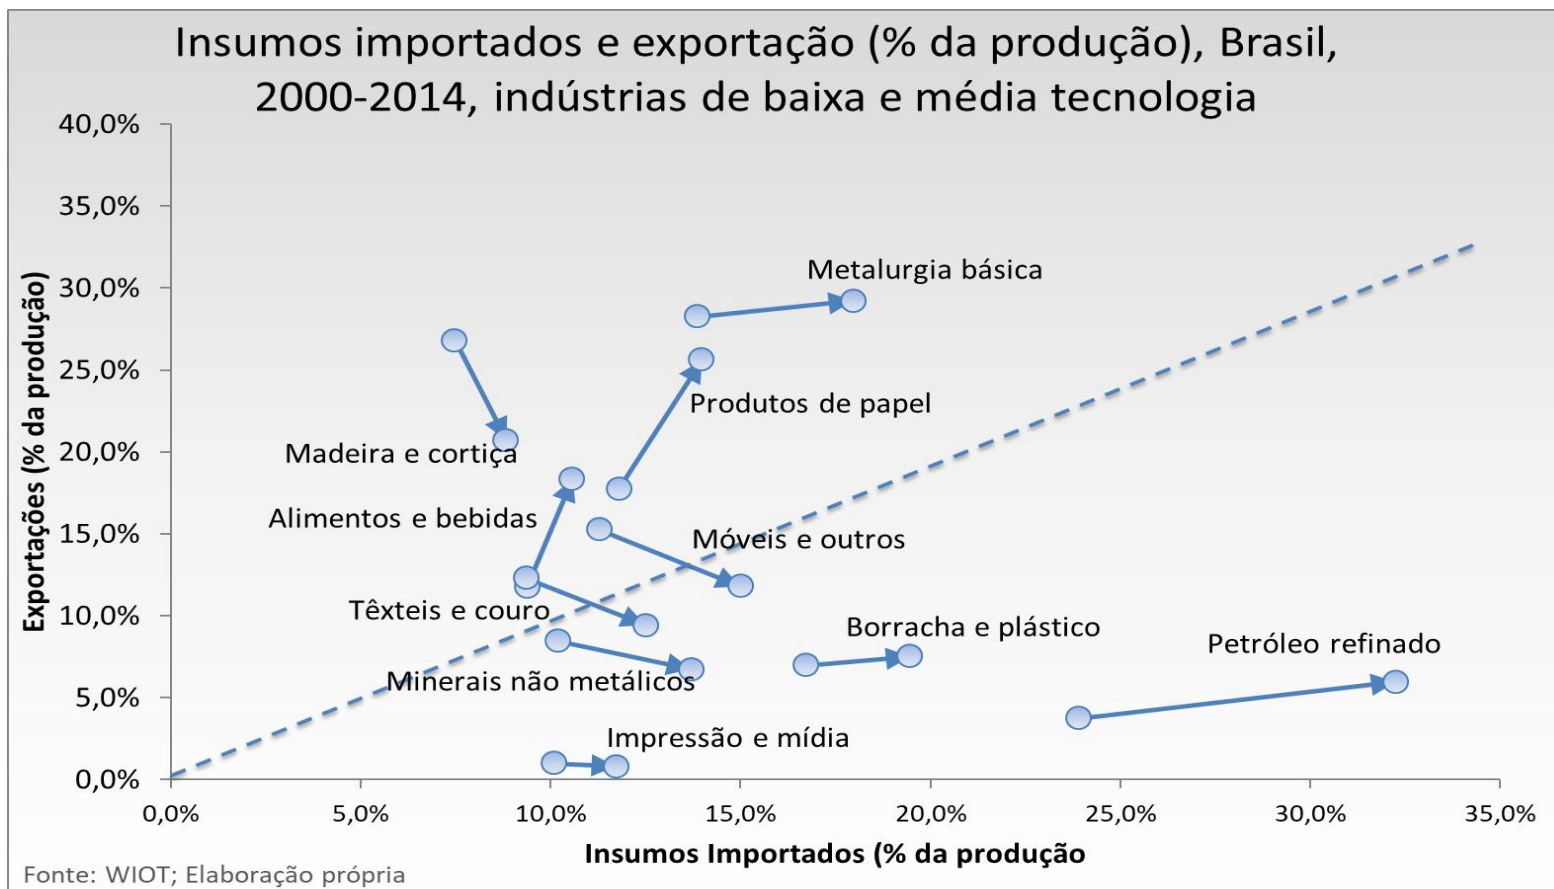 Insumos importados e exportação (% da produção), Brasil,
2000-2014, indústrias de baixa e média tecnologia
Exportações (% da produção)
40,0%
35,0%
30,0%
25,0%
20,0%
15,0%
10,0%
5,0%
0,0%
Metalurgia básica
Produtos de papel
Madeira e cortiça
Alimentos e bebidas
Móveis e outros
Têxteis e couro
Borracha e plástico
Petróleo refinado
Minerais não metálicos
Impressão e mídia
0,0% 5,0% 10,0% 15,0% 20,0% 25,0% 30,0% 35,0%
Insumos Importados (% da produção
Fonte: WIOT; Elaboração própria